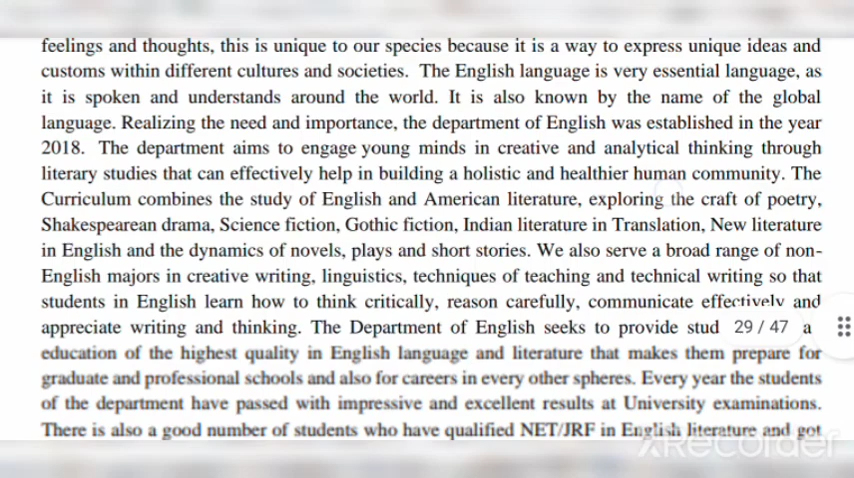 feelings and thoughts, this is unique to our species because it is a way to express unique ideas and
customs within different cultures and societies. The English language is very essential language, as
it is spoken and understands around the world. It is also known by the name of the global
language. Realizing the need and importance, the department of English was established in the year
2018. The department aims to engage young minds in creative and analytical thinking through
literary studies that can effectively help in building a holistic and healthier human community. The
Curriculum combines the study of English and American literature, exploring the craft of poetry,
Shakespearean drama, Science fiction, Gothic fiction, Indian literature in Translation, New literature
in English and the dynamics of novels, plays and short stories. We also serve a broad range of non-
English majors in creative writing, linguistics, techniques of teaching and technical writing so that
students in English learn how to think critically, reason carefully, communicate effectively and
appreciate writing and thinking. The Department of English seeks to provide stud 29 / 47 a
education of the highest quality in English language and literature that makes them prepare for
graduate and professional schools and also for careers in every other spheres. Every year the students
of the department have passed with impressive and excellent results at University examinations.
There is also a good number of students who have qualified NET/JRF in English literature and got
XRecorder